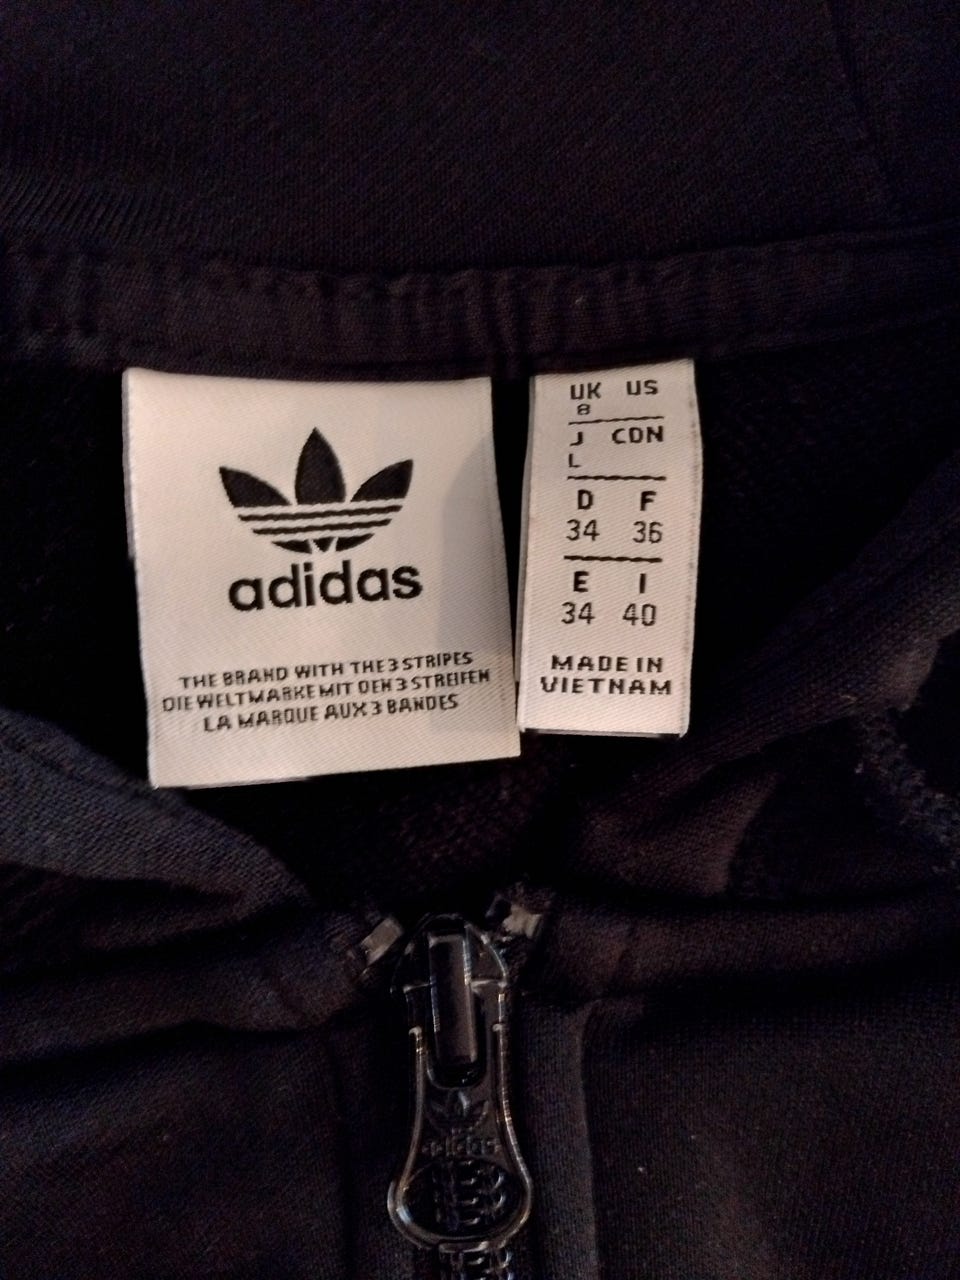 adidas
THE BRAND WITH THE 3 STRIPES
DIE WELTMARKE MIT DEN 3 STREIFEN
LA MARQUE AUX 3 BANDES
UK US
8
J CDN
L
D F
34 36
E I
34 40
MADE IN
VIETNAM
adidas